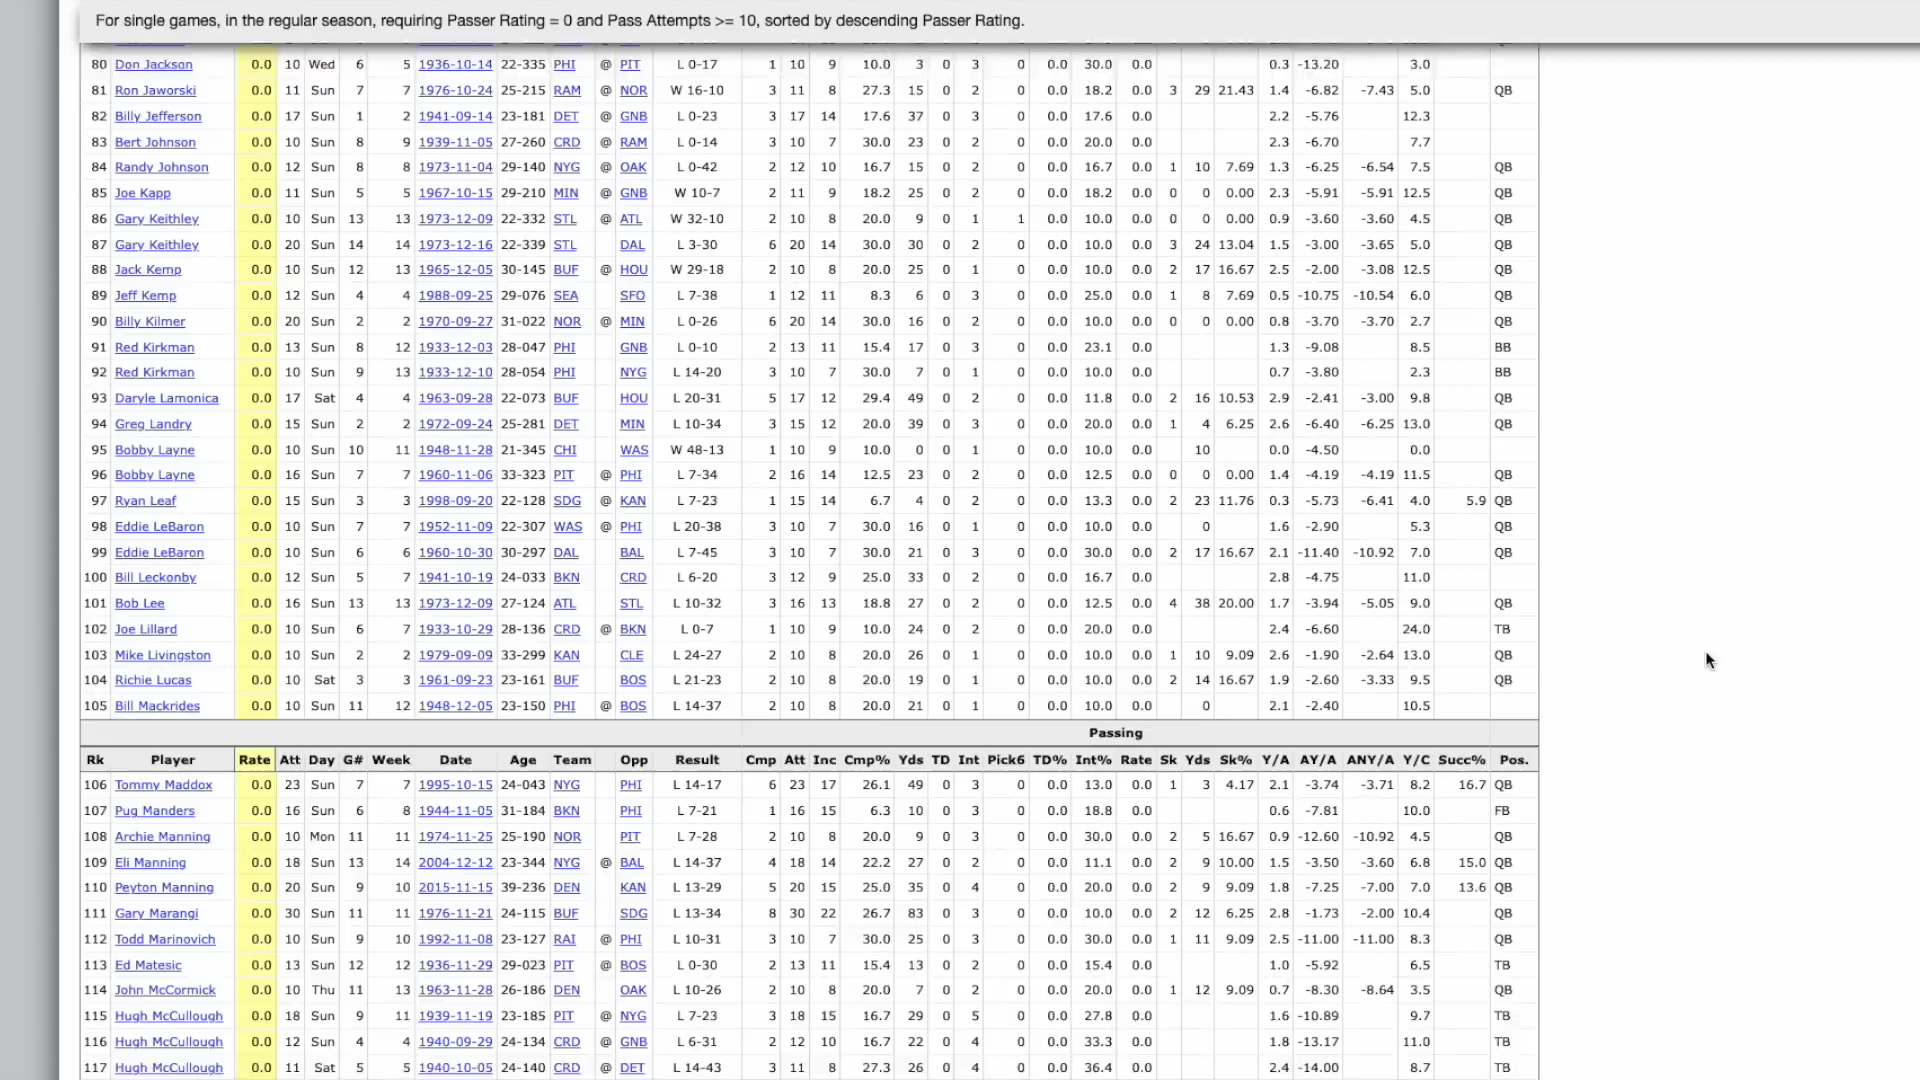 For single games, in the regular season, requiring Passer Rating = 0 and Pass Attempts >= 10, sorted by descending Passer Rating.
80 Don Jackson 0.0 10 Wed 6 5 1936-10-14 22-335 PHI @ PIT L 0-17 1 10 9 10.0 3 0 3 0 0.0 30.0 0.0 0.3 -13.20 3.0
81 Ron Jaworski 0.0 11 Sun 7 7 1976-10-24 25-215 RAM @ NOR W 16-10 3 11 8 27.3 15 0 2 0 0.0 18.2 0.0 3 29 21.43 1.4 -6.82 -7.43 5.0 QB
82 Billy Jefferson 0.0 17 Sun 1 2 1941-09-14 23-181 DET @ GNB L 0-23 3 17 14 17.6 37 0 3 0 0.0 17.6 0.0 2.2 -5.76 12.3
83 Bert Johnson 0.0 10 Sun 8 9 1939-11-05 27-260 CRD @ RAM L 0-14 3 10 7 30.0 23 0 2 0 0.0 20.0 0.0 2.3 -6.70 7.7
84 Randy Johnson 0.0 12 Sun 8 8 1973-11-04 29-140 NYG @ OAK L 0-42 2 12 10 16.7 15 0 2 0 0.0 16.7 0.0 1 10 7.69 1.3 -6.25 -6.54 7.5 QB
85 Joe Kapp 0.0 11 Sun 5 5 1967-10-15 29-210 MIN @ GNB W 10-7 2 11 9 18.2 25 0 2 0 0.0 18.2 0.0 0 0 0.00 2.3 -5.91 -5.91 12.5 QB
86 Gary Keithley 0.0 10 Sun 13 13 1973-12-09 22-332 STL @ ATL W 32-10 2 10 8 20.0 9 0 1 1 0.0 10.0 0.0 0 0 0.00 0.9 -3.60 -3.60 4.5 QB
87 Gary Keithley 0.0 20 Sun 14 14 1973-12-16 22-339 STL DAL L 3-30 6 20 14 30.0 30 0 2 0 0.0 10.0 0.0 3 24 13.04 1.5 -3.00 -3.65 5.0 QB
88 Jack Kemp 0.0 10 Sun 12 13 1965-12-05 30-145 BUF @ HOU W 29-18 2 10 8 20.0 25 0 1 0 0.0 10.0 0.0 2 17 16.67 2.5 -2.00 -3.08 12.5 QB
89 Jeff Kemp 0.0 12 Sun 4 4 1988-09-25 29-076 SEA SFO L 7-38 1 12 11 8.3 6 0 3 0 0.0 25.0 0.0 1 8 7.69 0.5 -10.75 -10.54 6.0 QB
90 Billy Kilmer 0.0 20 Sun 2 2 1970-09-27 31-022 NOR @ MIN L 0-26 6 20 14 30.0 16 0 2 0 0.0 10.0 0.0 0 0 0.00 0.8 -3.70 -3.70 2.7 QB
91 Red Kirkman 0.0 13 Sun 8 12 1933-12-03 28-047 PHI GNB L 0-10 2 13 11 15.4 17 0 3 0 0.0 23.1 0.0 1.3 -9.08 8.5 BB
92 Red Kirkman 0.0 10 Sun 9 13 1933-12-10 28-054 PHI NYG L 14-20 3 10 7 30.0 7 0 1 0 0.0 10.0 0.0 0.7 -3.80 2.3 BB
93 Daryle Lamonica 0.0 17 Sat 4 4 1963-09-28 22-073 BUF HOU L 20-31 5 17 12 29.4 49 0 2 0 0.0 11.8 0.0 2 16 10.53 2.9 -2.41 -3.00 9.8 QB
94 Greg Landry 0.0 15 Sun 2 2 1972-09-24 25-281 DET MIN L 10-34 3 15 12 20.0 39 0 3 0 0.0 20.0 0.0 1 4 6.25 2.6 -6.40 -6.25 13.0 QB
95 Bobby Layne 0.0 10 Sun 10 11 1948-11-28 21-345 CHI WAS W 48-13 1 10 9 10.0 0 0 1 0 0.0 10.0 0.0 10 0.0 -4.50 0.0
96 Bobby Layne 0.0 16 Sun 7 7 1960-11-06 33-323 PIT @ PHI L 7-34 2 16 14 12.5 23 0 2 0 0.0 12.5 0.0 0 0 0.00 1.4 -4.19 -4.19 11.5 QB
97 Ryan Leaf 0.0 15 Sun 3 3 1998-09-20 22-128 SDG @ KAN L 7-23 1 15 14 6.7 4 0 2 0 0.0 13.3 0.0 2 23 11.76 0.3 -5.73 -6.41 4.0 5.9 QB
98 Eddie LeBaron 0.0 10 Sun 7 7 1952-11-09 22-307 WAS @ PHI L 20-38 3 10 7 30.0 16 0 1 0 0.0 10.0 0.0 0 1.6 -2.90 5.3 QB
99 Eddie LeBaron 0.0 10 Sun 6 6 1960-10-30 30-297 DAL BAL L 7-45 3 10 7 30.0 21 0 3 0 0.0 30.0 0.0 2 17 16.67 2.1 -11.40 -10.92 7.0 QB
100 Bill Leckonby 0.0 12 Sun 5 7 1941-10-19 24-033 BKN CRD L 6-20 3 12 9 25.0 33 0 2 0 0.0 16.7 0.0 2.8 -4.75 11.0
101 Bob Lee 0.0 16 Sun 13 13 1973-12-09 27-124 ATL STL L 10-32 3 16 13 18.8 27 0 2 0 0.0 12.5 0.0 4 38 20.00 1.7 -3.94 -5.05 9.0 QB
102 Joe Lillard 0.0 10 Sun 6 7 1933-10-29 28-136 CRD @ BKN L 0-7 1 10 9 10.0 24 0 2 0 0.0 20.0 0.0 2.4 -6.60 24.0 TB
103 Mike Livingston 0.0 10 Sun 2 2 1979-09-09 33-299 KAN CLE L 24-27 2 10 8 20.0 26 0 1 0 0.0 10.0 0.0 1 10 9.09 2.6 -1.90 -2.64 13.0 QB
104 Richie Lucas 0.0 10 Sat 3 3 1961-09-23 23-161 BUF BOS L 21-23 2 10 8 20.0 19 0 1 0 0.0 10.0 0.0 2 14 16.67 1.9 -2.60 -3.33 9.5 QB
105 Bill Mackrides 0.0 10 Sun 11 12 1948-12-05 23-150 PHI @ BOS L 14-37 2 10 8 20.0 21 0 1 0 0.0 10.0 0.0 0 2.1 -2.40 10.5
Passing
Rk Player Rate Att Day G# Week Date Age Team Opp Result Cmp Att Inc Cmp% Yds TD Int Pick6 TD% Int% Rate Sk Yds Sk% Y/A AY/A ANY/A Y/C Succ% Pos.
106 Tommy Maddox 0.0 23 Sun 7 7 1995-10-15 24-043 NYG PHI L 14-17 6 23 17 26.1 49 0 3 0 0.0 13.0 0.0 1 3 4.17 2.1 -3.74 -3.71 8.2 16.7 QB
107 Pug Manders 0.0 16 Sun 6 8 1944-11-05 31-184 BKN PHI L 7-21 1 16 15 6.3 10 0 3 0 0.0 18.8 0.0 0.6 -7.81 10.0 FB
108 Archie Manning 0.0 10 Mon 11 11 1974-11-25 25-190 NOR PIT L 7-28 2 10 8 20.0 9 0 3 0 0.0 30.0 0.0 2 5 16.67 0.9 -12.60 -10.92 4.5 QB
109 Eli Manning 0.0 18 Sun 13 14 2004-12-12 23-344 NYG @ BAL L 14-37 4 18 14 22.2 27 0 2 0 0.0 11.1 0.0 2 9 10.00 1.5 -3.50 -3.60 6.8 15.0 QB
110 Peyton Manning 0.0 20 Sun 9 10 2015-11-15 39-236 DEN KAN L 13-29 5 20 15 25.0 35 0 4 0 0.0 20.0 0.0 2 9 9.09 1.8 -7.25 -7.00 7.0 13.6 QB
111 Gary Marangi 0.0 30 Sun 11 11 1976-11-21 24-115 BUF SDG L 13-34 8 30 22 26.7 83 0 3 0 0.0 10.0 0.0 2 12 6.25 2.8 -1.73 -2.00 10.4 QB
112 Todd Marinovich 0.0 10 Sun 9 10 1992-11-08 23-127 RAI @ PHI L 10-31 3 10 7 30.0 25 0 3 0 0.0 30.0 0.0 1 11 9.09 2.5 -11.00 -11.00 8.3 QB
113 Ed Matesic 0.0 13 Sun 12 12 1936-11-29 29-023 PIT @ BOS L 0-30 2 13 11 15.4 13 0 2 0 0.0 15.4 0.0 1.0 -5.92 6.5 TB
114 John McCormick 0.0 10 Thu 11 13 1963-11-28 26-186 DEN OAK L 10-26 2 10 8 20.0 7 0 2 0 0.0 20.0 0.0 1 12 9.09 0.7 -8.30 -8.64 3.5 QB
115 Hugh McCullough 0.0 18 Sun 9 11 1939-11-19 23-185 PIT @ NYG L 7-23 3 18 15 16.7 29 0 5 0 0.0 27.8 0.0 1.6 -10.89 9.7 TB
116 Hugh McCullough 0.0 12 Sun 4 4 1940-09-29 24-134 CRD @ GNB L 6-31 2 12 10 16.7 22 0 4 0 0.0 33.3 0.0 1.8 -13.17 11.0 TB
117 Hugh McCullough 0.0 11 Sat 5 5 1940-10-05 24-140 CRD @ DET L 14-43 3 11 8 27.3 26 0 4 0 0.0 36.4 0.0 2.4 -14.00 8.7 TB